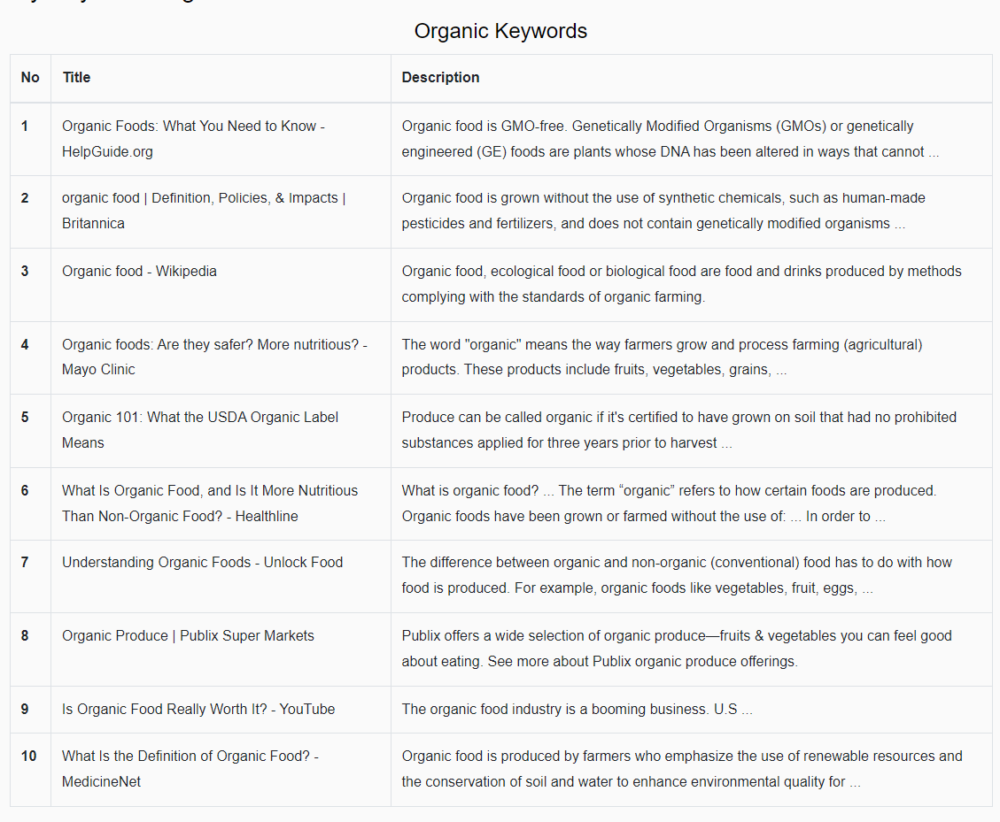 Organic Keywords
No Title Description
1 Organic Foods: What You Need to Know - Organic food is GMO-free. Genetically Modified Organisms (GMOs) or genetically
HelpGuide.org engineered (GE) foods are plants whose DNA has been altered in ways that cannot ...
2 organic food | Definition, Policies, & Impacts | Organic food is grown without the use of synthetic chemicals, such as human-made
Britannica pesticides and fertilizers, and does not contain genetically modified organisms ...
3 Organic food - Wikipedia Organic food, ecological food or biological food are food and drinks produced by methods
complying with the standards of organic farming.
4 Organic foods: Are they safer? More nutritious? - The word "organic" means the way farmers grow and process farming (agricultural)
Mayo Clinic products. These products include fruits, vegetables, grains, ...
5 Organic 101: What the USDA Organic Label Produce can be called organic if it's certified to have grown on soil that had no prohibited
Means substances applied for three years prior to harvest ...
6 What Is Organic Food, and Is It More Nutritious What is organic food? ... The term “organic” refers to how certain foods are produced.
Than Non-Organic Food? - Healthline Organic foods have been grown or farmed without the use of: ... In order to ...
7 Understanding Organic Foods - Unlock Food The difference between organic and non-organic (conventional) food has to do with how
food is produced. For example, organic foods like vegetables, fruit, eggs, ...
8 Organic Produce | Publix Super Markets Publix offers a wide selection of organic produce—fruits & vegetables you can feel good
about eating. See more about Publix organic produce offerings.
9 Is Organic Food Really Worth It? - YouTube The organic food industry is a booming business. U.S ...
10 What Is the Definition of Organic Food? - Organic food is produced by farmers who emphasize the use of renewable resources and
MedicineNet the conservation of soil and water to enhance environmental quality for ...